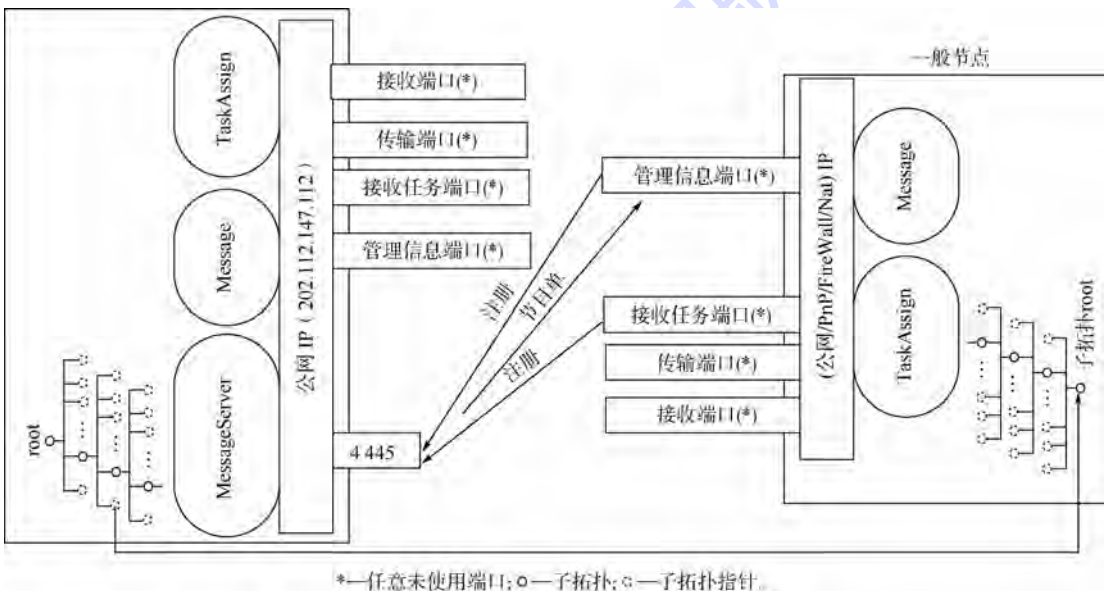 一般节点
TaskAssign
Message
MessageServer
root
公网 IP ( 202.112.147.112 )
接收端口(*)
传输端口(*)
接收任务端口(*)
管理信息端口(*)
4 445
注册
节目单
注册
管理信息端口(*)
接收任务端口(*)
传输端口(*)
接收端口(*)
(公网/PnP/FireWall/Nat) IP
Message
TaskAssign
子拓扑root
*—任意未使用端口;—子拓扑;—子拓扑指针。